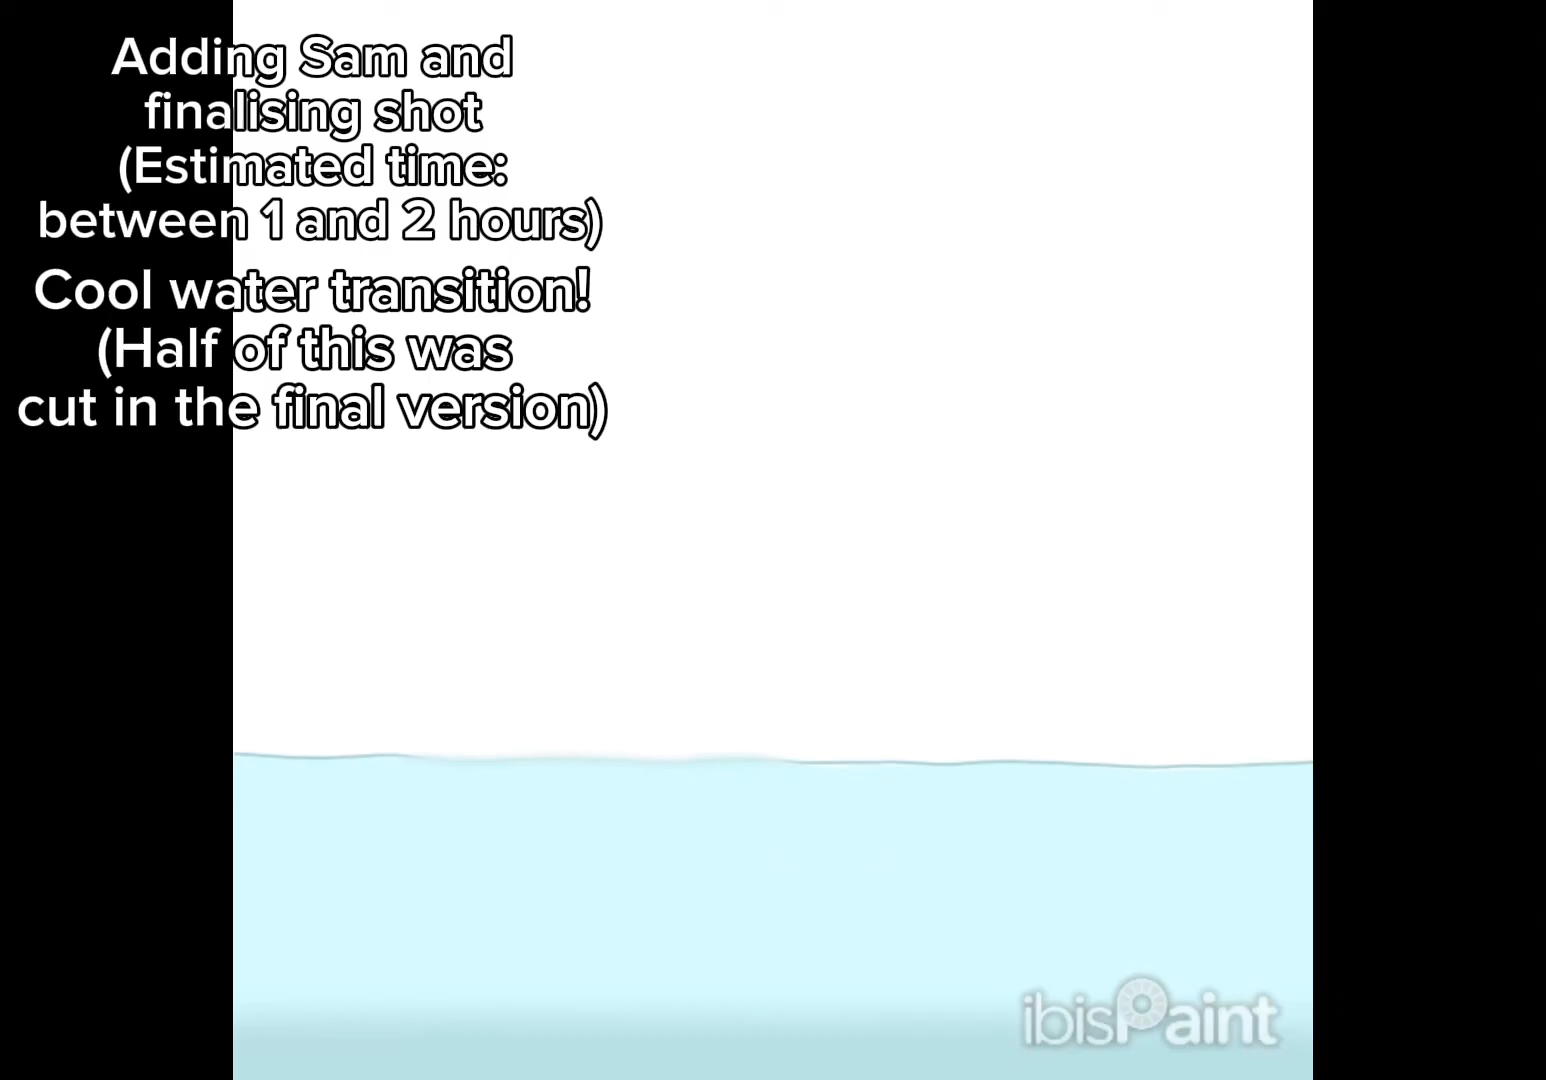 Adding Sam and
finalising shot
(Estimated time:
between 1 and 2 hours)
Cool water transition!
(Half of this was
cut in the final version)
ibisPaint